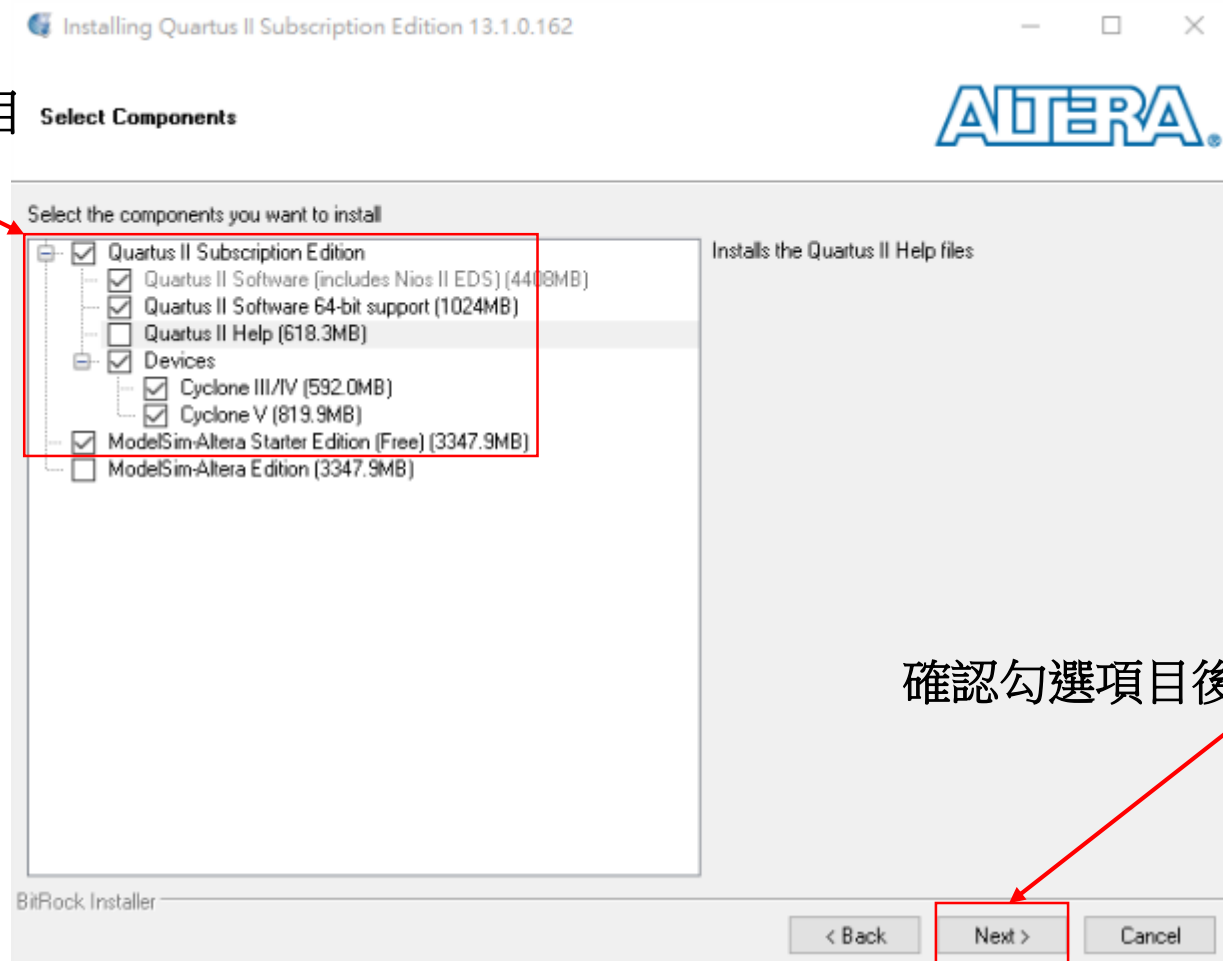 Installing Quartus II Subscription Edition 13.1.0.162
目
Select Components
ALTERA®
Select the components you want to install
Quartus II Subscription Edition
Installs the Quartus II Help files
Quartus II Software (includes Nios II EDS) (4408MB)
Quartus II Software 64-bit support (1024MB)
Quartus II Help (618.3MB)
Devices
Cyclone III/IV (592.0MB)
Cyclone V (819.9MB)
ModelSim-Altera Starter Edition (Free) (3347.9MB)
ModelSim-Altera Edition (3347.9MB)
確認勾選項目後
BitRock Installer
< Back
Next >
Cancel